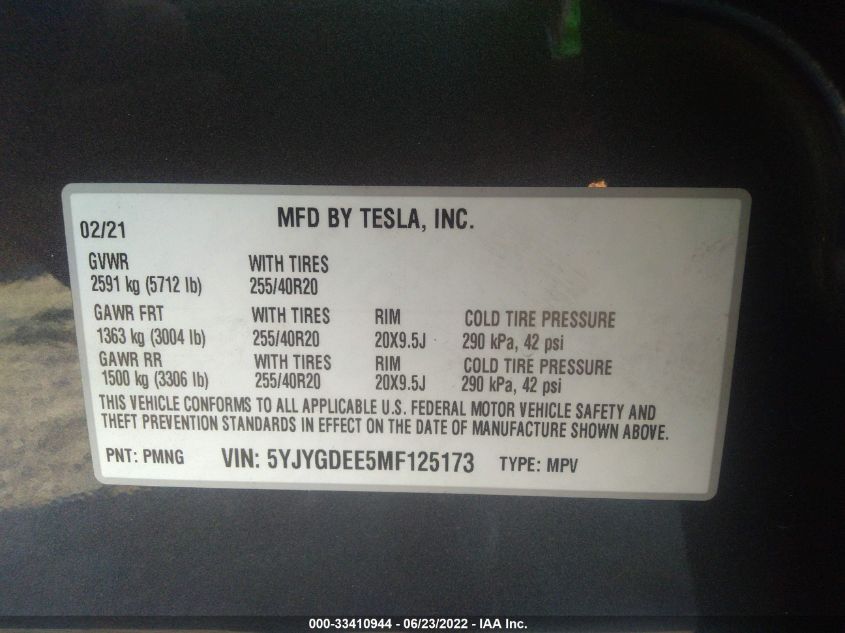 MFD BY TESLA, INC.
02/21
GVWR WITH TIRES
2591 kg (5712 lb) 255/40R20
GAWR FRT WITH TIRES RIM COLD TIRE PRESSURE
1363 kg (3004 lb) 255/40R20 20X9.5J 290 kPa, 42 psi
GAWR RR WITH TIRES RIM COLD TIRE PRESSURE
1500 kg (3306 lb) 255/40R20 20X9.5J 290 kPa, 42 psi
THIS VEHICLE CONFORMS TO ALL APPLICABLE U.S. FEDERAL MOTOR VEHICLE SAFETY AND
THEFT PREVENTION STANDARDS IN EFFECT ON THE DATE OF MANUFACTURE SHOWN ABOVE.
PNT: PMNG VIN: 5YJYGDEE5MF125173 TYPE: MPV
000-33410944 - 06/23/2022 - IAA Inc.